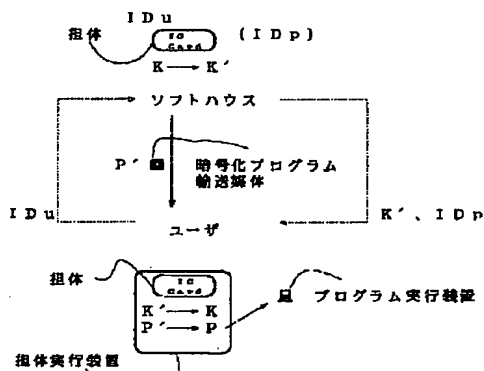 IDu
担体
IC Card
(IDp)
K → K′
ソフトハウス
P′
暗号化プログラム
輸送媒体
IDu
ユーザ
K′、IDp
担体
IC Card
K′ → K
P′ → P
プログラム実行装置
担体実行装置